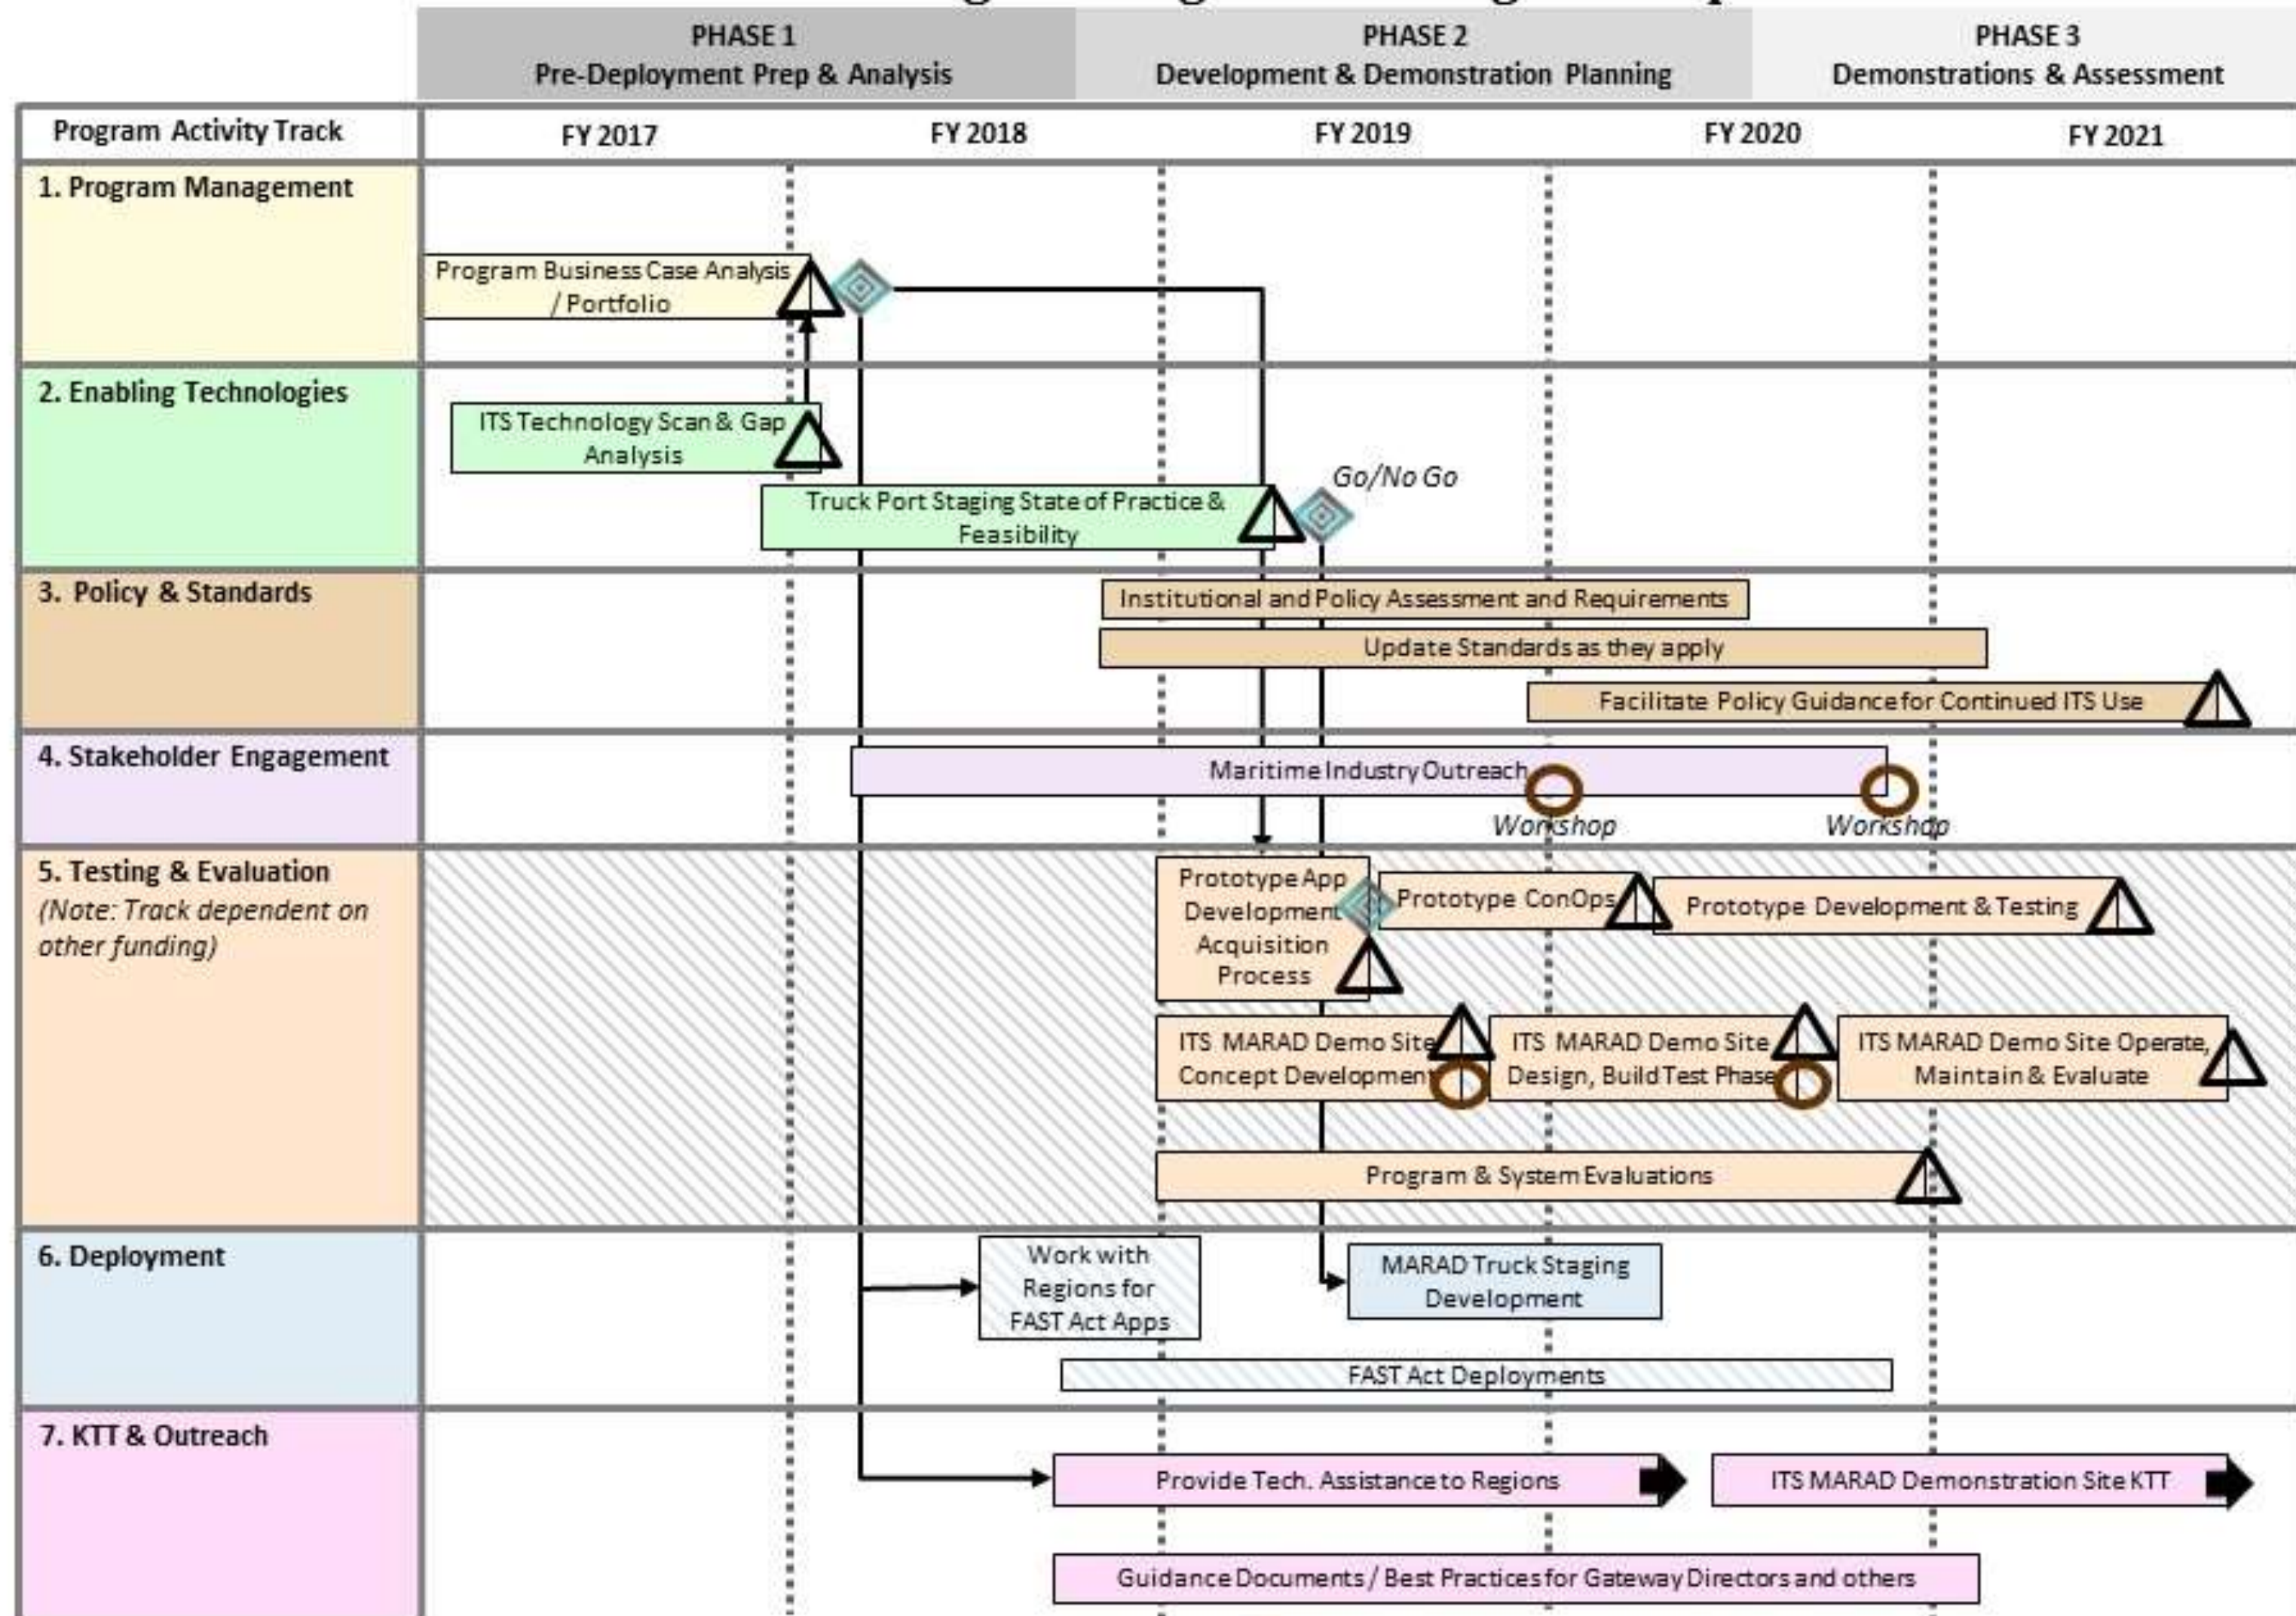 PHASE 1
Pre-Deployment Prep & Analysis
PHASE 2
Development & Demonstration Planning
PHASE 3
Demonstrations & Assessment
Program Activity Track
FY 2017
FY 2018
FY 2019
FY 2020
FY 2021
1. Program Management
Program Business Case Analysis
/ Portfolio
2. Enabling Technologies
ITS Technology Scan & Gap
Analysis
Go/No Go
Truck Port Staging State of Practice &
Feasibility
3. Policy & Standards
Institutional and Policy Assessment and Requirements
Update Standards as they apply
Facilitate Policy Guidance for Continued ITS Use
4. Stakeholder Engagement
Maritime Industry Outreach
Workshop
Workshop
5. Testing & Evaluation
(Note: Track dependent on
other funding)
Prototype App
Development
Acquisition
Process
Prototype ConOps
Prototype Development & Testing
ITS MARAD Demo Site
Concept Development
ITS MARAD Demo Site
Design, Build Test Phase
ITS MARAD Demo Site Operate,
Maintain & Evaluate
Program & System Evaluations
6. Deployment
Work with
Regions for
FAST Act Apps
MARAD Truck Staging
Development
FAST Act Deployments
7. KTT & Outreach
Provide Tech. Assistance to Regions
ITS MARAD Demonstration Site KTT
Guidance Documents / Best Practices for Gateway Directors and others